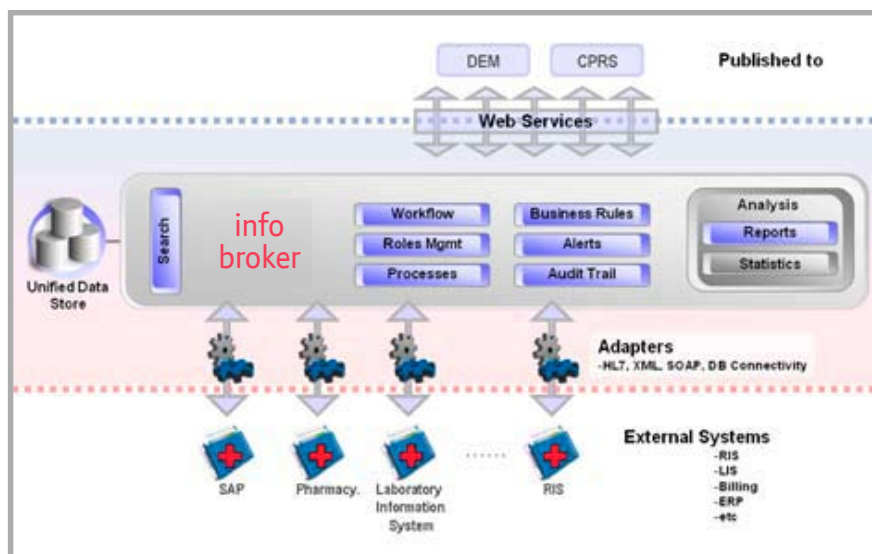 DEM
CPRS
Published to
Web Services
Search
info
broker
Workflow
Roles Mgmt
Processes
Business Rules
Alerts
Audit Trail
Analysis
Reports
Statistics
Unified Data
Store
Adapters
-HLT, XML, SOAP, DB Connectivity
SAP
Pharmacy.
Laboratory
Information
System
......
RIS
External Systems
-RIS
-LIS
-Billing
-ERP
-etc